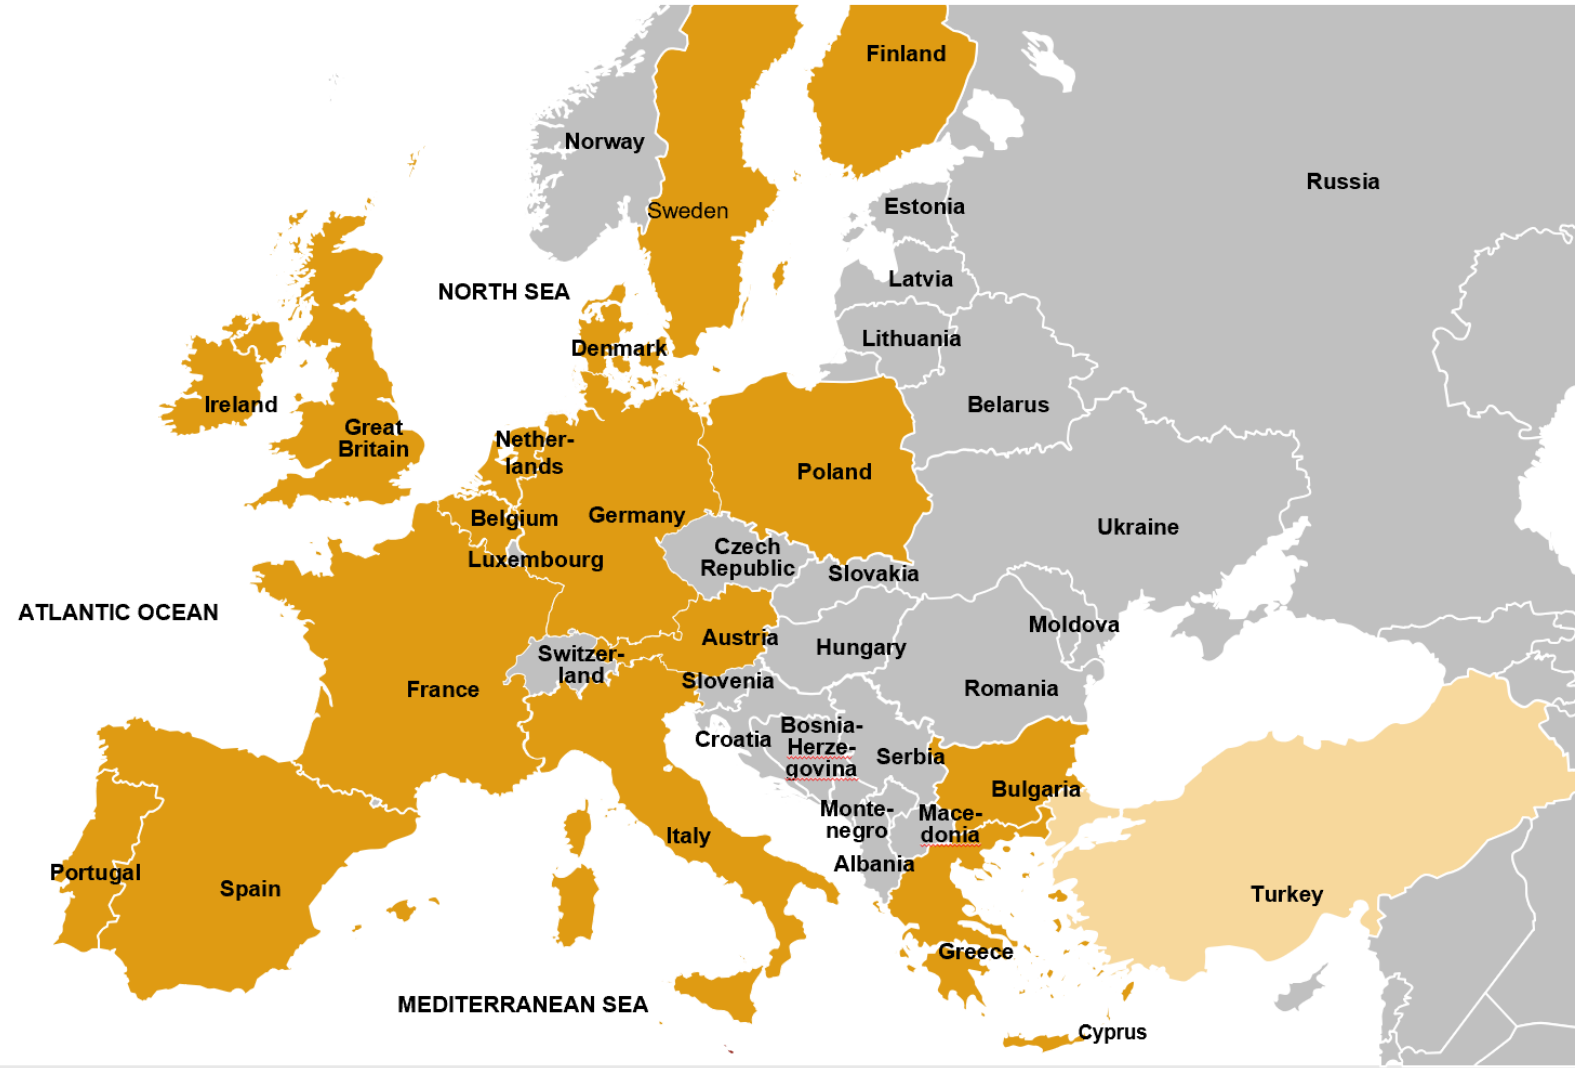 Finland
Norway
Russia
Sweden
Estonia
NORTH SEA
Latvia
Lithuania
Denmark
Ireland
Belarus
Great
Britain
Nether-
lands
Poland
Belgium
Germany
Ukraine
Czech
Republic
Luxembourg
Slovakia
ATLANTIC OCEAN
Moldova
Austria
Hungary
Switzer-
land
Slovenia
France
Romania
Croatia
Bosnia-
Herze-
govina
Serbia
Bulgaria
Monte-
negro
Mace-
donia
Italy
Albania
Portugal
Spain
Turkey
Greece
MEDITERRANEAN SEA
Cyprus